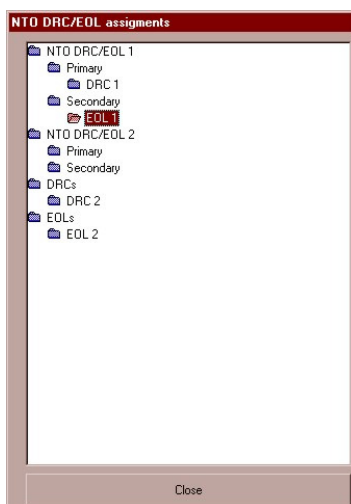 NTO DRC/EOL assigments
NTO DRC/EOL 1
Primary
DRC 1
Secondary
EOL 1
NTO DRC/EOL 2
Primary
Secondary
DRCs
DRC 2
EOLs
EOL 2
Close